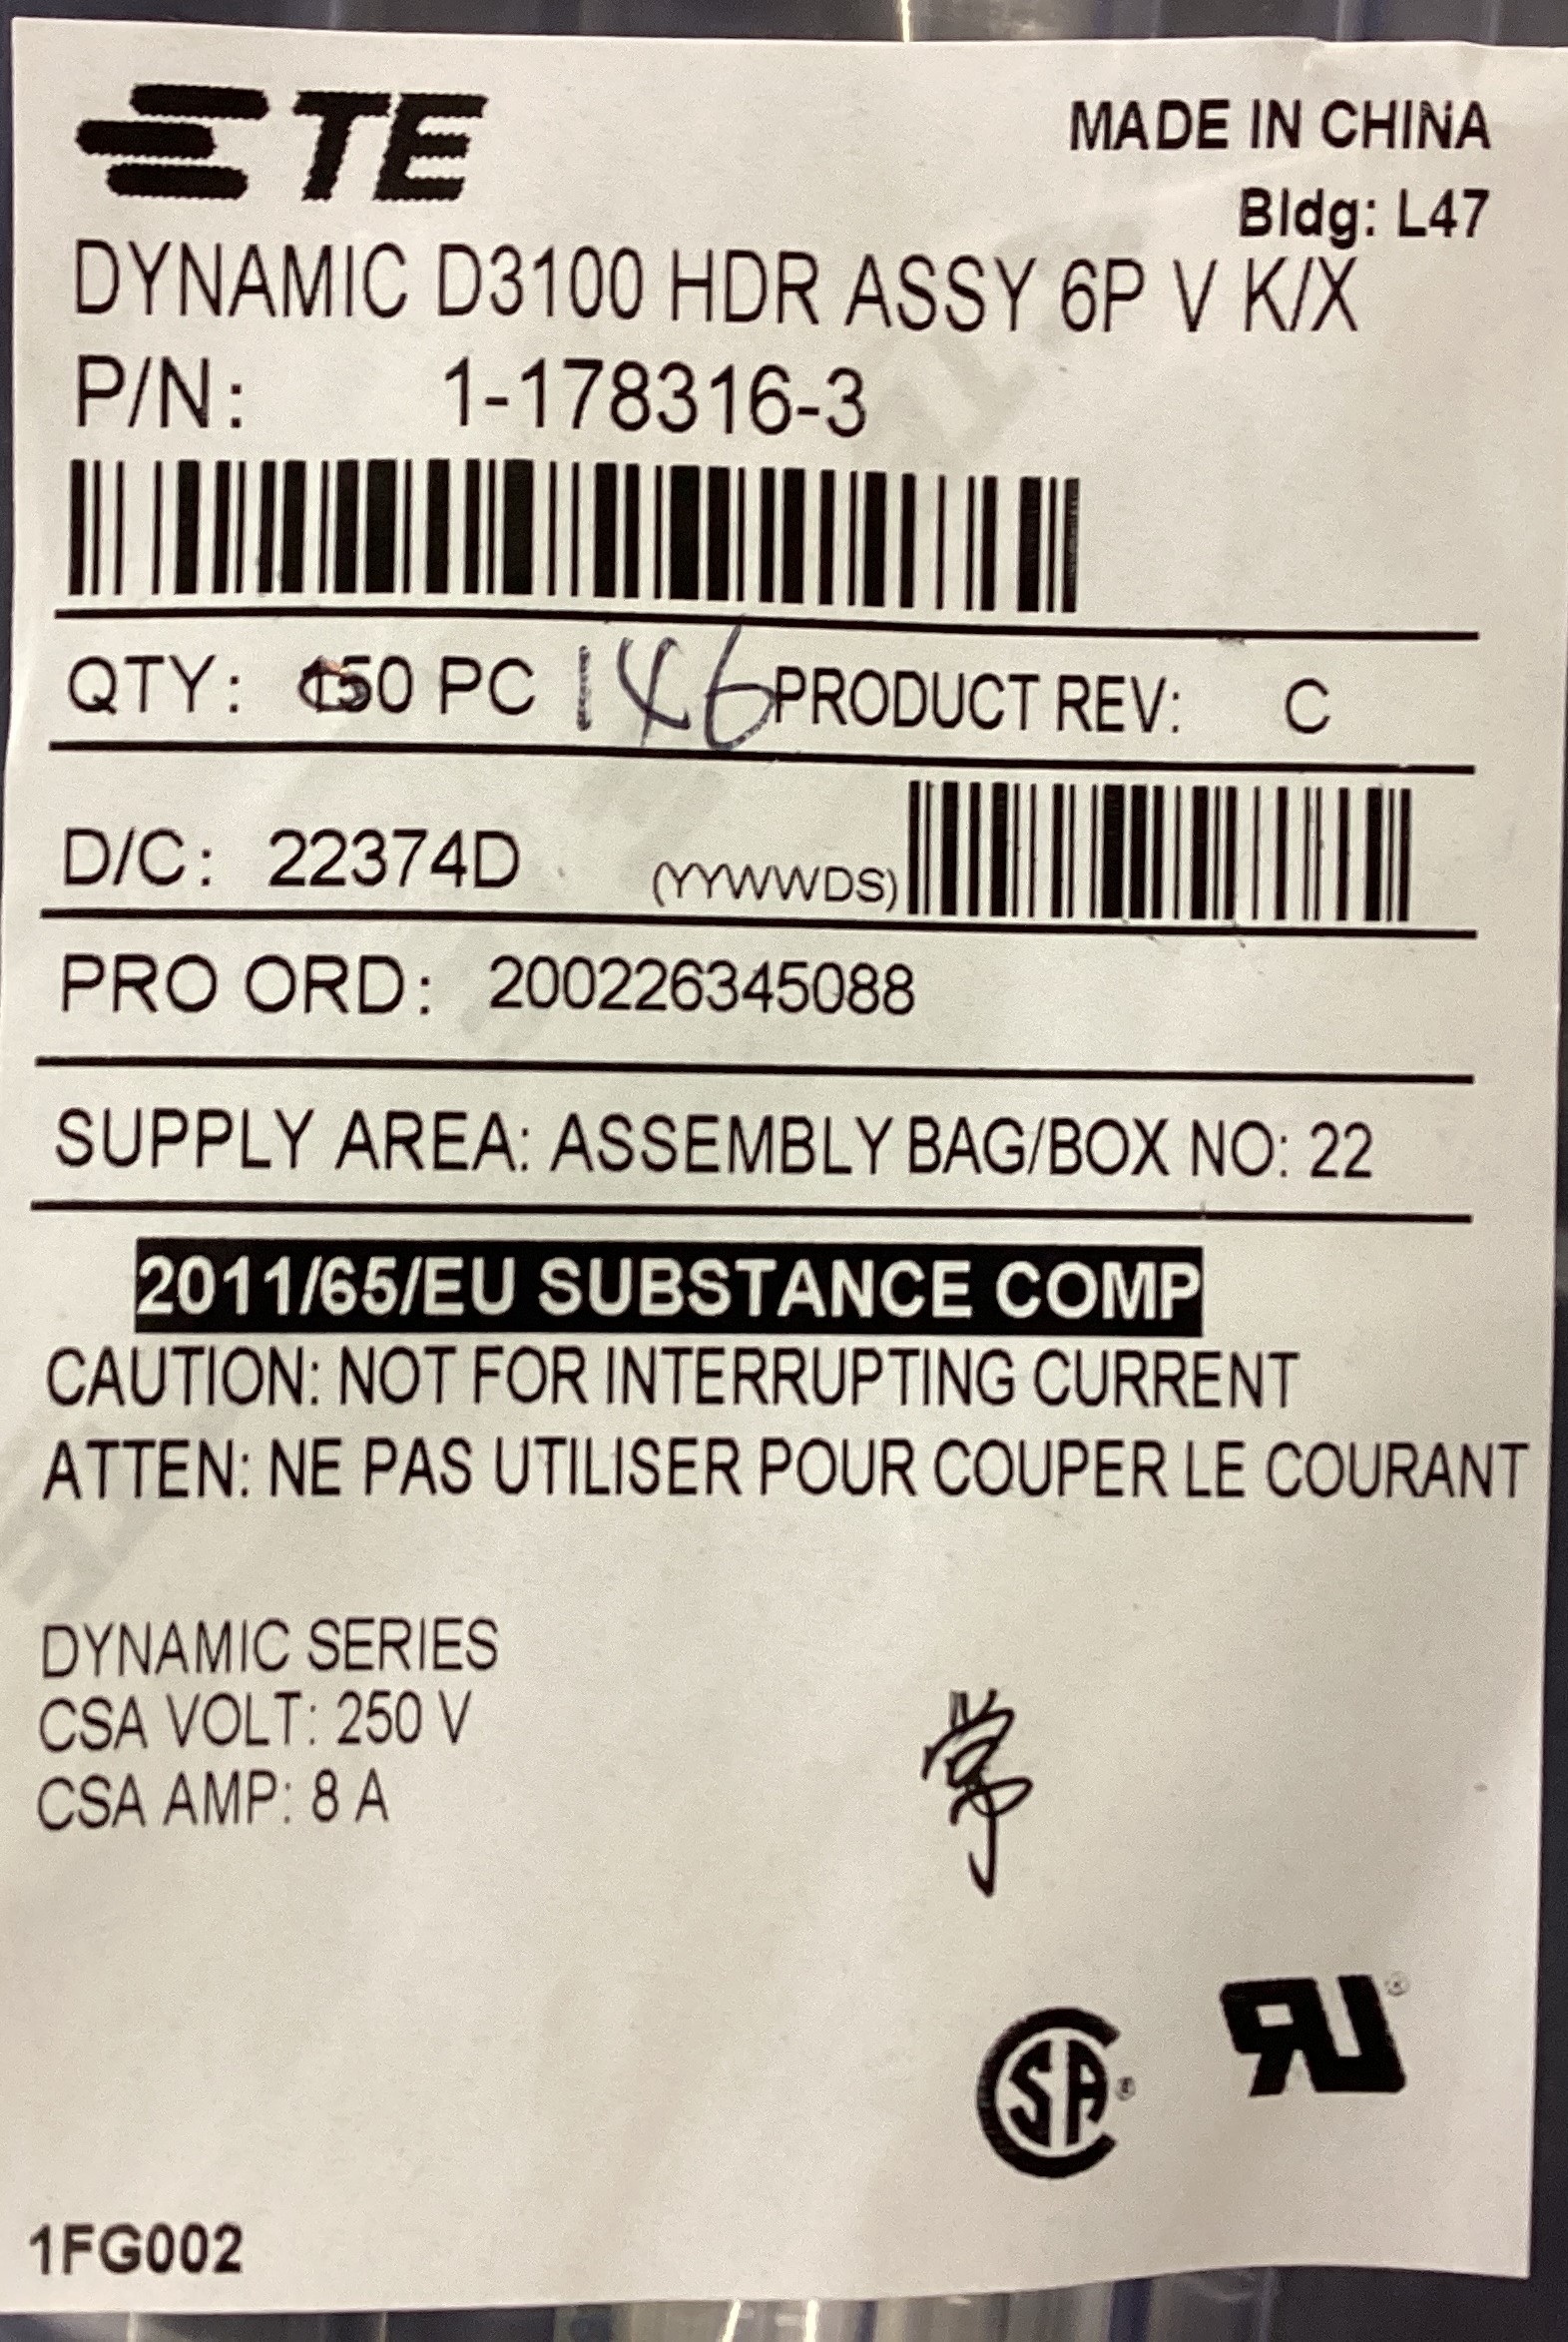 TE
MADE IN CHINA
Bldg: L47
DYNAMIC D3100 HDR ASSY 6P V K/X
P/N: 1-178316-3
QTY: 150 PC 146 PRODUCT REV: C
D/C: 22374D (YYWWDS)
PRO ORD: 200226345088
SUPPLY AREA: ASSEMBLY BAG/BOX NO: 22
2011/65/EU SUBSTANCE COMP
CAUTION: NOT FOR INTERRUPTING CURRENT
ATTEN: NE PAS UTILISER POUR COUPER LE COURANT
DYNAMIC SERIES
CSA VOLT: 250 V
CSA AMP: 8 A
CSA ®
RU ®
1FG002